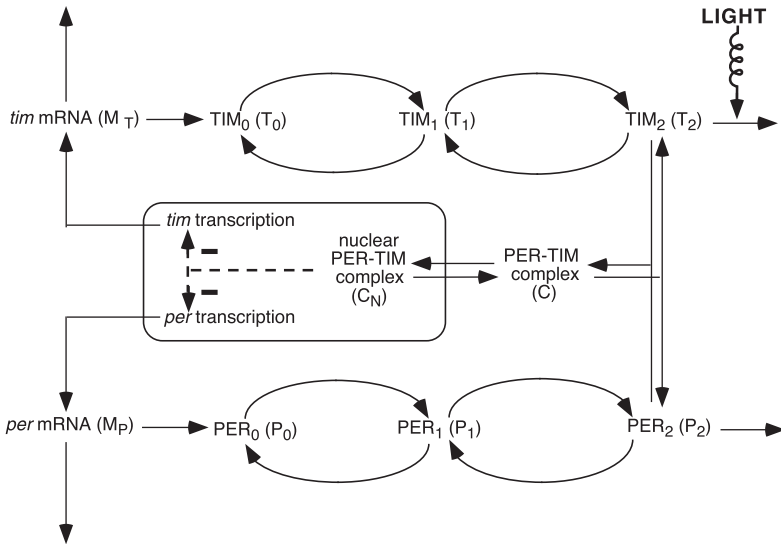 LIGHT
tim mRNA (M T)
TIM0 (T0)
TIM1 (T1)
TIM2 (T2)
tim transcription
nuclear
PER-TIM
complex
(CN)
PER-TIM
complex
(C)
per transcription
per mRNA (MP)
PER0 (P0)
PER1 (P1)
PER2 (P2)